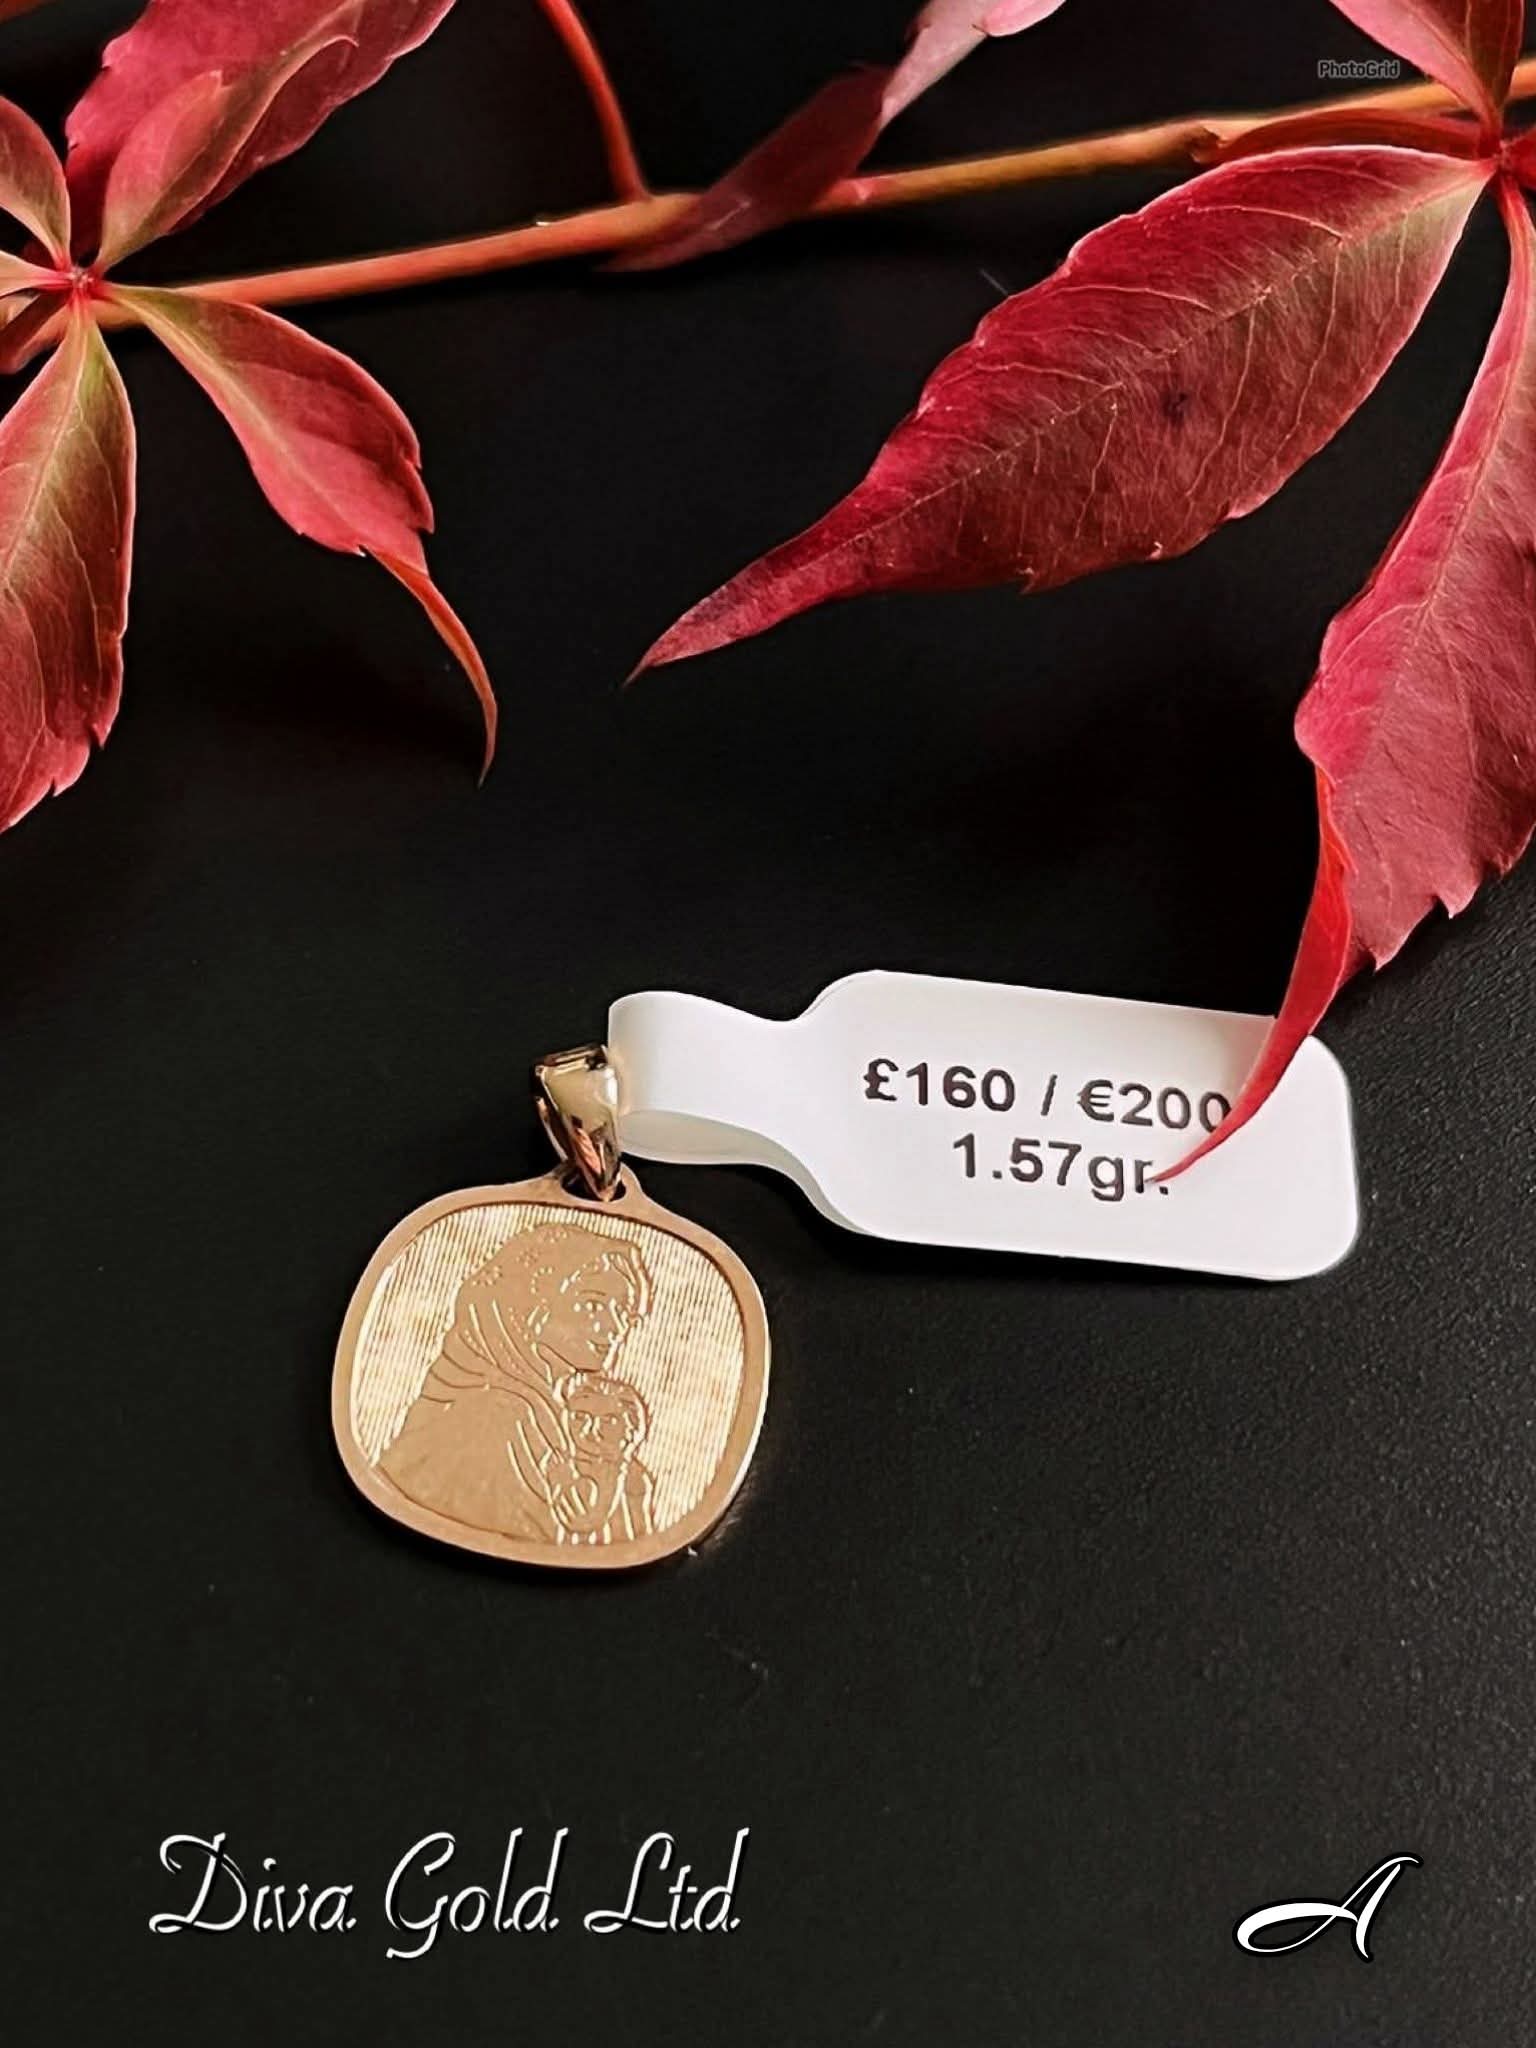 PhotoGrid
£160 / €200
1.57gr.
Diva Gold Ltd
A